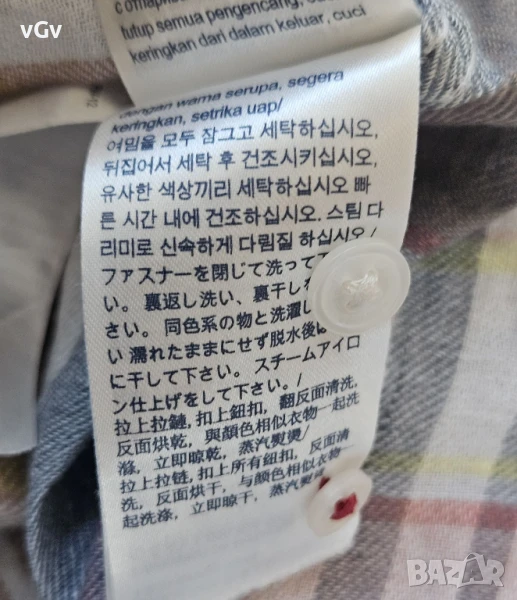 vGv
с отпарив
tutup semua pengencang, cuci
keringkan dari dalam keluar, cuci
dengan warna serupa, segera
keringkan, setrika uap/
여밈을 모두 잠그고 세탁하십시오,
뒤집어서 세탁 후 건조시키십시오,
유사한 색상끼리 세탁하십시오 빠
른 시간 내에 건조하십시오. 스팀 다
리미로 신속하게 다림질 하십시오 /
ファスナーを閉じて洗って下
い。裏返し洗い、裏干し
さい。同色系の物と洗濯し
い 濡れたままにせず脱水後は
に干して下さい。スチームアイロ
ン仕上げをして下さい。/
拉上拉鏈, 扣上鈕扣, 翻反面清洗,
反面烘乾, 與顏色相似衣物一起洗
滌, 立即晾乾, 蒸汽熨燙/
拉上拉链, 扣上所有纽扣, 反面清
洗, 反面烘干, 与颜色相似衣物一
起洗涤, 立即晾干, 蒸汽熨
BAZAR